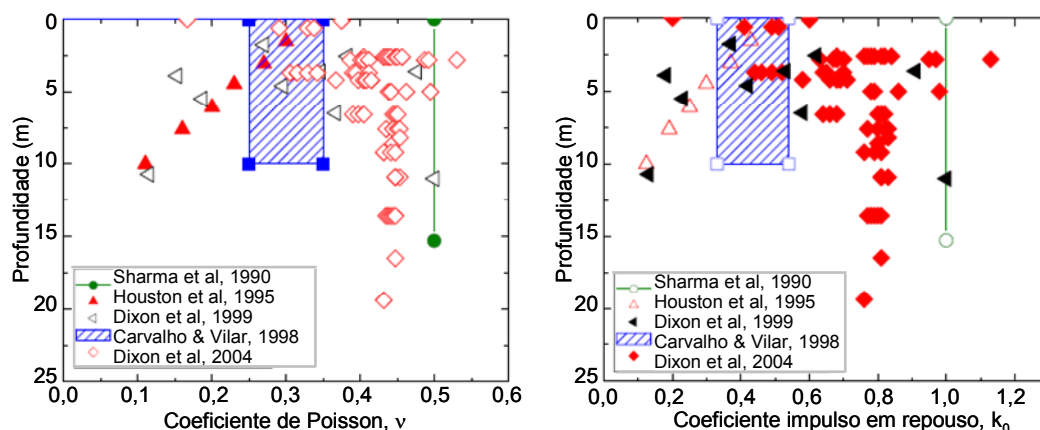 0
5
10
15
20
25
Profundidade (m)
Sharma et al, 1990
Houston et al, 1995
Dixon et al, 1999
Carvalho & Vilar, 1998
Dixon et al, 2004
0,0 0,1 0,2 0,3 0,4 0,5 0,6
Coeficiente de Poisson, ν
0
5
10
15
20
25
Profundidade (m)
Sharma et al, 1990
Houston et al, 1995
Dixon et al, 1999
Carvalho & Vilar, 1998
Dixon et al, 2004
0,0 0,2 0,4 0,6 0,8 1,0 1,2
Coeficiente impulso em repouso, k₀